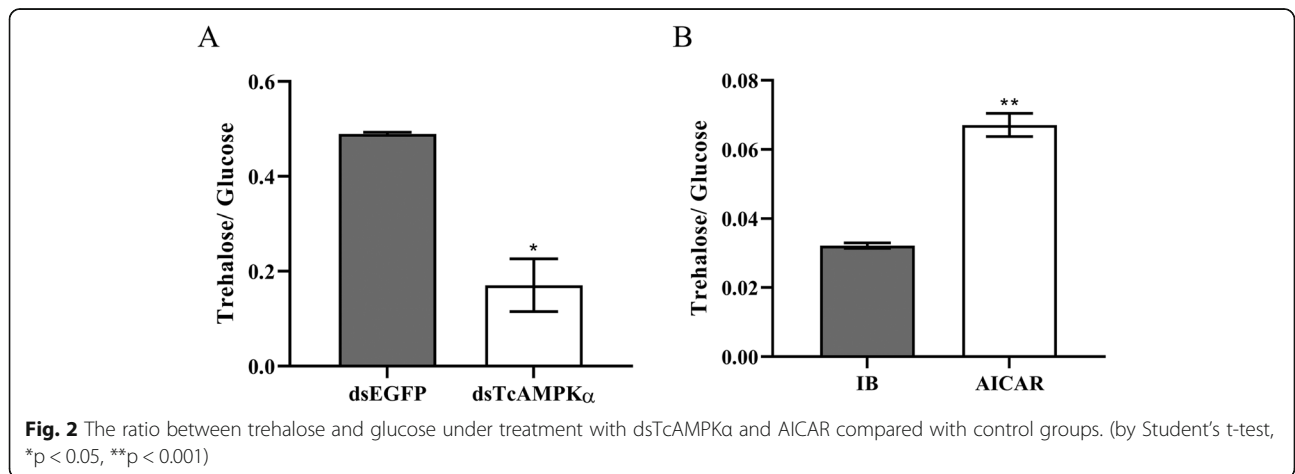 A
Trehalose/ Glucose
0.6
0.4
0.2
0.0
*
dsEGFP dsTcAMPKα
B
Trehalose/ Glucose
0.08
0.06
0.04
0.02
0.00
**
IB AICAR
Fig. 2 The ratio between trehalose and glucose under treatment with dsTcAMPKα and AICAR compared with control groups. (by Student's t-test,
*p < 0.05, **p < 0.001)